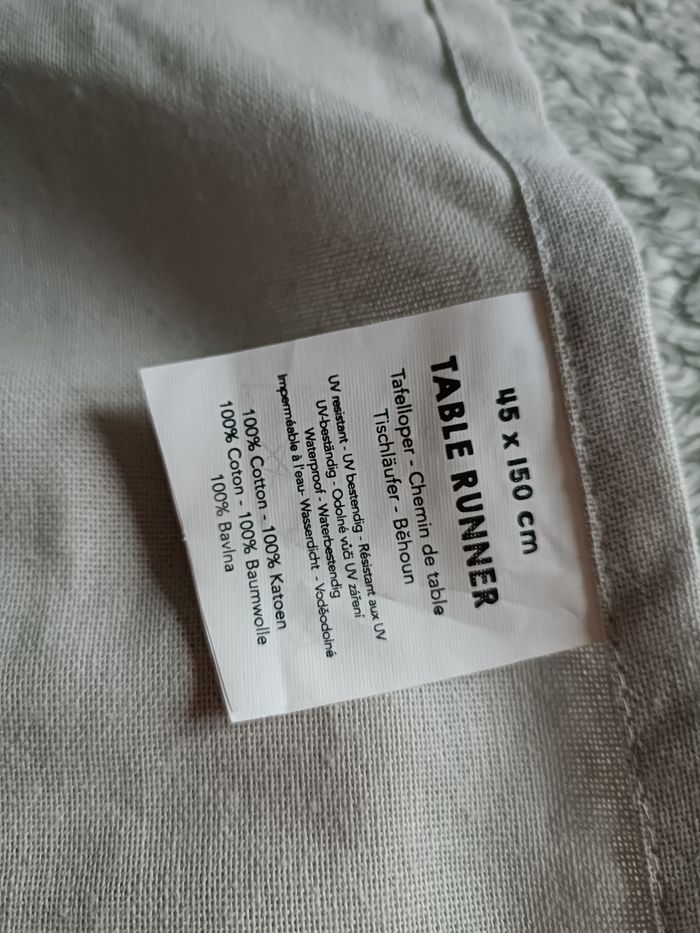 45 x 150 cm
TABLE RUNNER
Tafelloper - Chemin de table
Tischläufer - Běhoun
UV resistant - UV bestendig - Résistant aux UV
UV-beständig - Odolné vůči UV záření
Waterproof - Waterbestendig
Imperméable à l'eau- Wasserdicht - Vodéodolné
100% Cotton - 100% Katoen
100% Coton - 100% Baumwolle
100% Bavlna